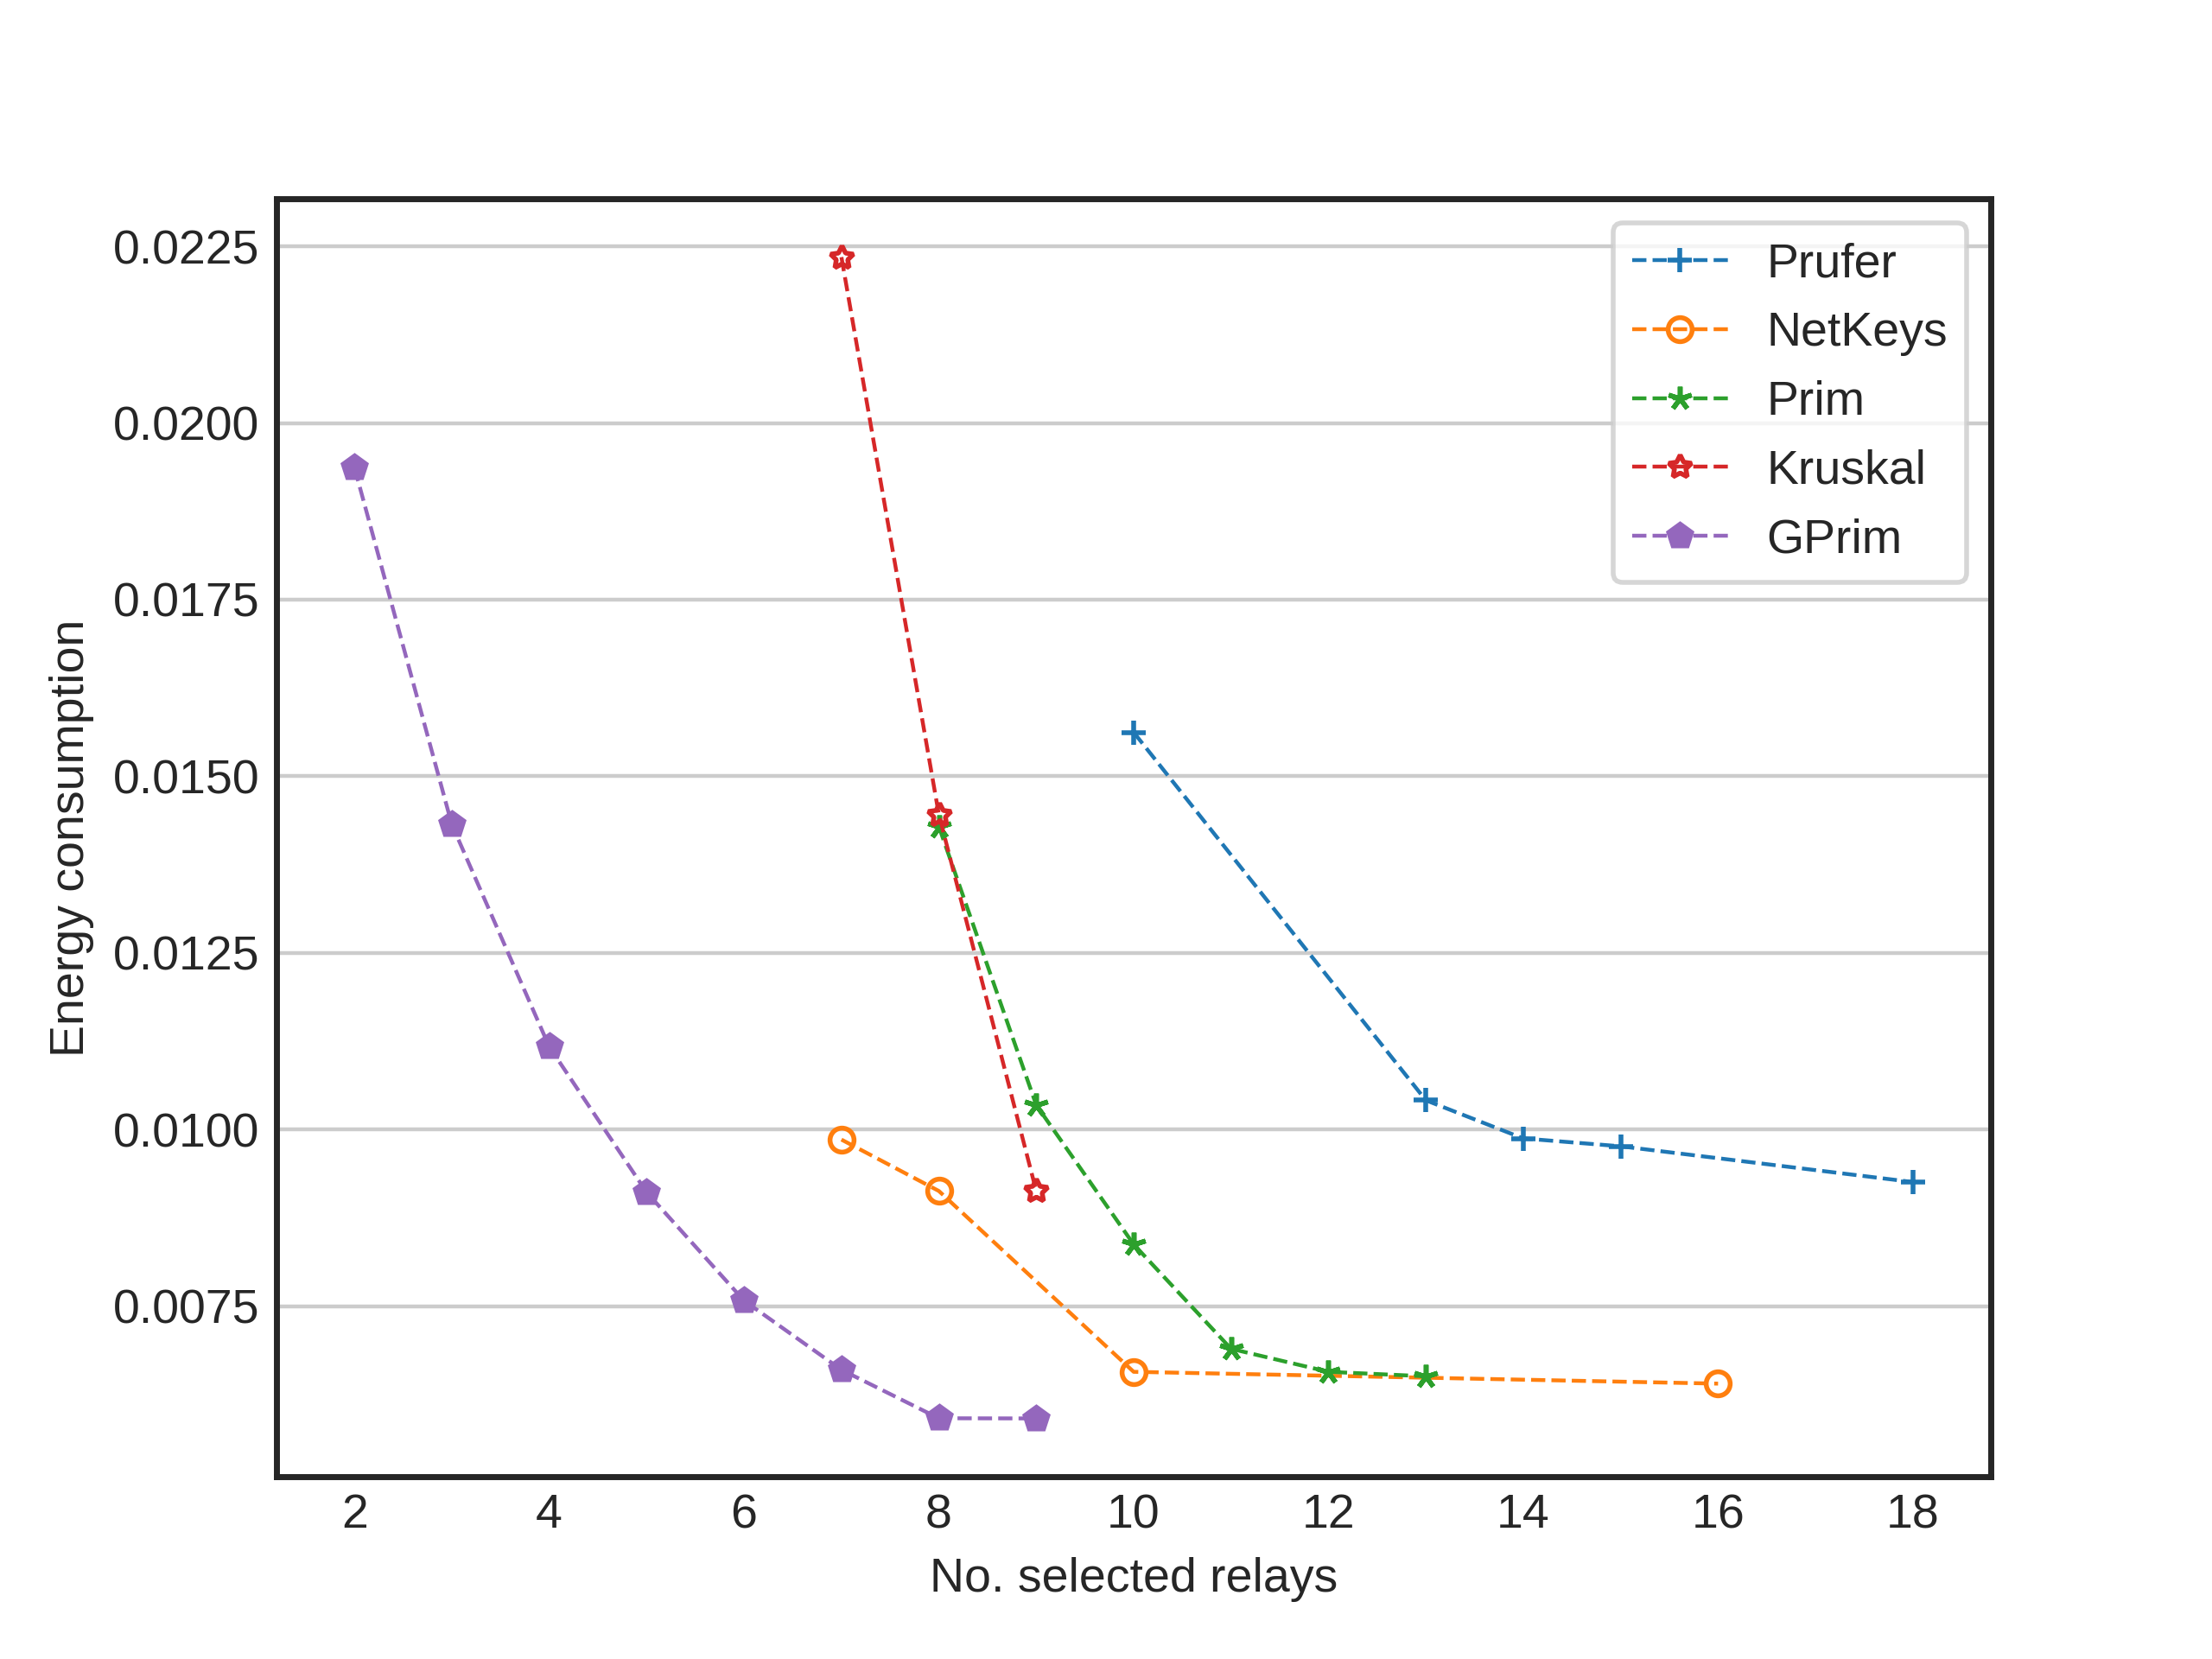 0.0225
0.0200
0.0175
0.0150
0.0125
0.0100
0.0075
Energy consumption
Prufer
NetKeys
Prim
Kruskal
GPrim
2 4 6 8 10 12 14 16 18
No. selected relays